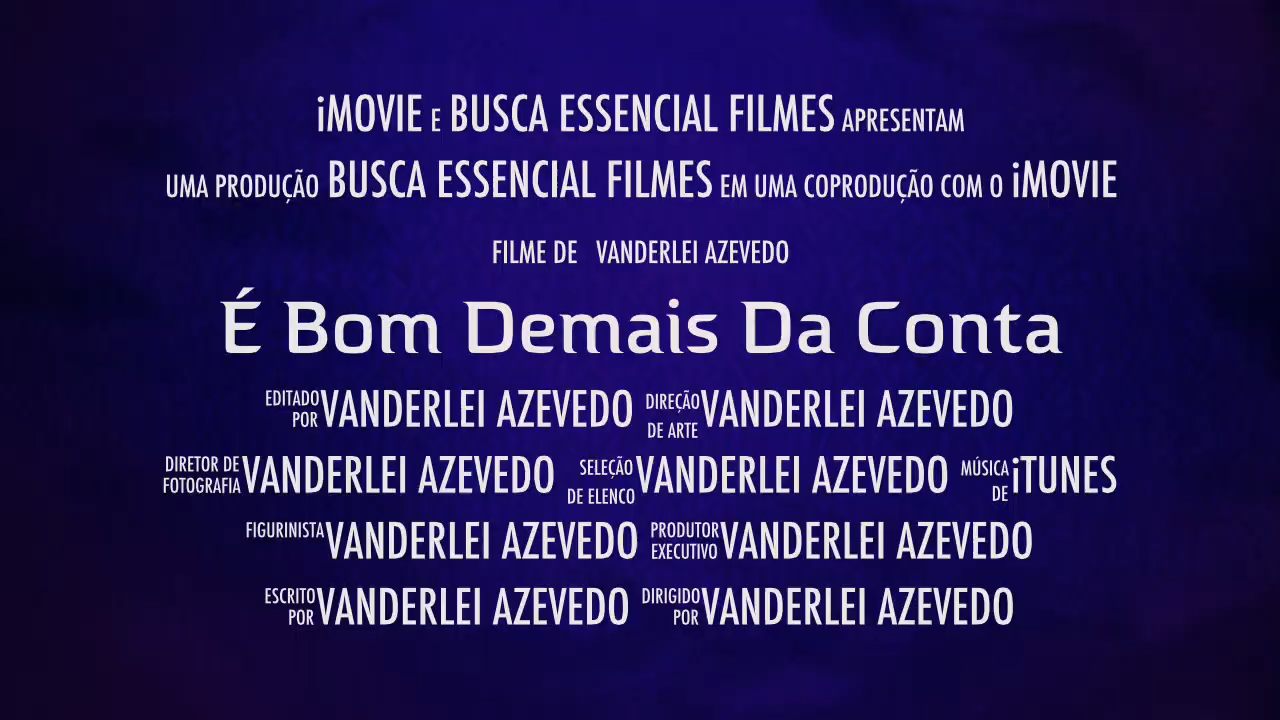 iMOVIE E BUSCA ESSENCIAL FILMES APRESENTAM
UMA PRODUÇÃO BUSCA ESSENCIAL FILMES EM UMA COPRODUÇÃO COM O iMOVIE
FILME DE VANDERLEI AZEVEDO
É Bom Demais Da Conta
EDITADO POR VANDERLEI AZEVEDO DIREÇÃO DE ARTE VANDERLEI AZEVEDO
DIRETOR DE FOTOGRAFIA VANDERLEI AZEVEDO SELEÇÃO DE ELENCO VANDERLEI AZEVEDO MÚSICA DE iTUNES
FIGURINISTA VANDERLEI AZEVEDO PRODUTOR EXECUTIVO VANDERLEI AZEVEDO
ESCRITO POR VANDERLEI AZEVEDO DIRIGIDO POR VANDERLEI AZEVEDO